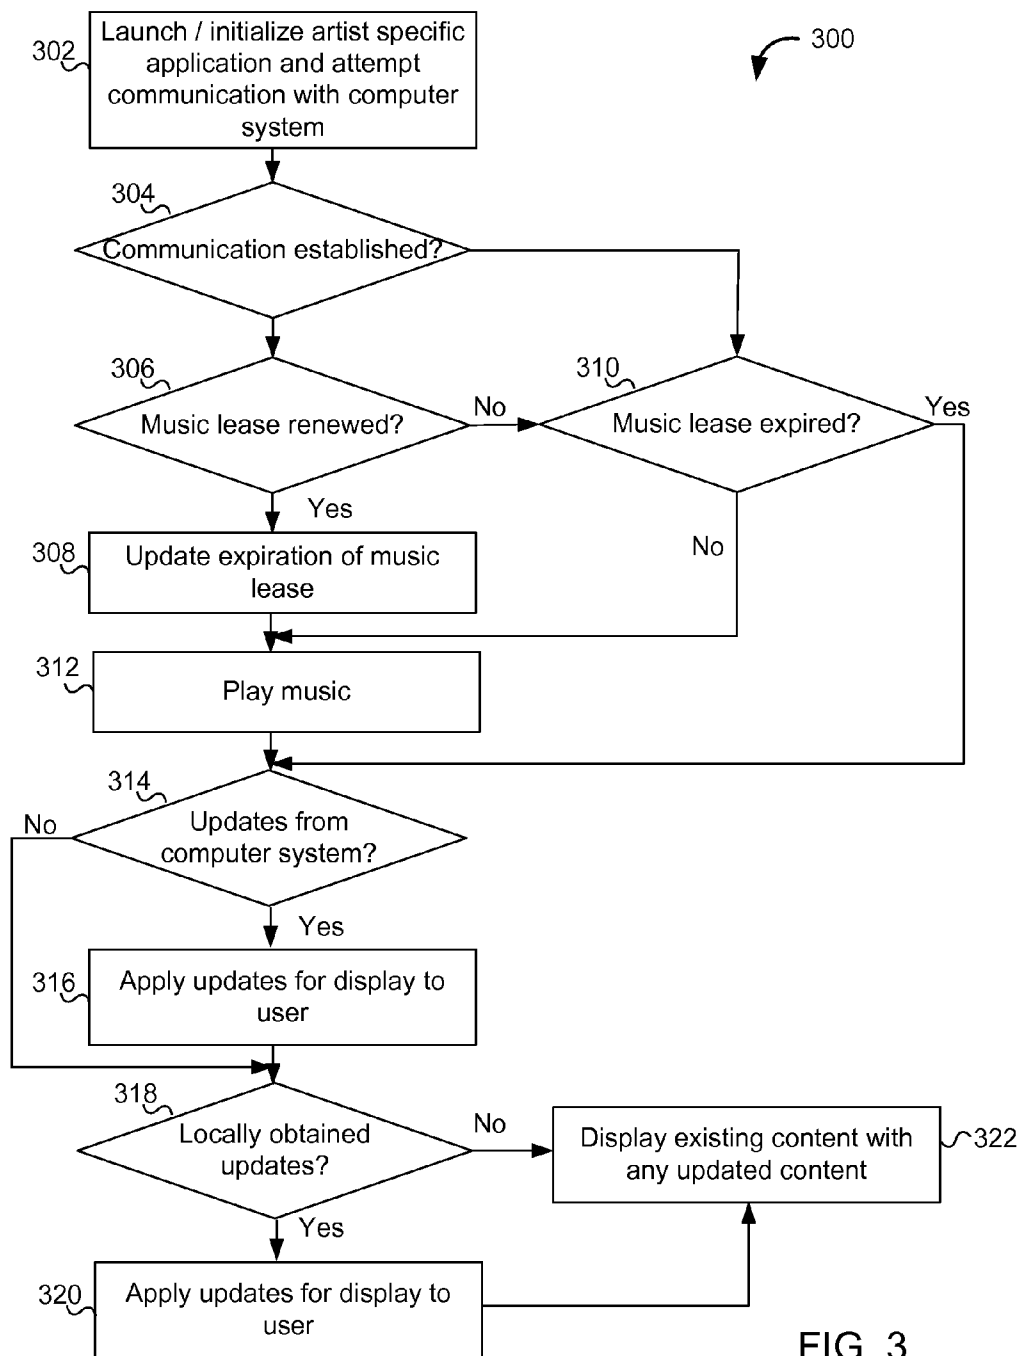 302
Launch / initialize artist specific
application and attempt
communication with computer
system
300
304
Communication established?
306
Music lease renewed?
No
310
Music lease expired?
Yes
Yes
No
308
Update expiration of music
lease
312
Play music
314
Updates from
computer system?
No
Yes
316
Apply updates for display to
user
318
Locally obtained
updates?
No
Display existing content with
any updated content
322
Yes
320
Apply updates for display to
user
FIG. 3